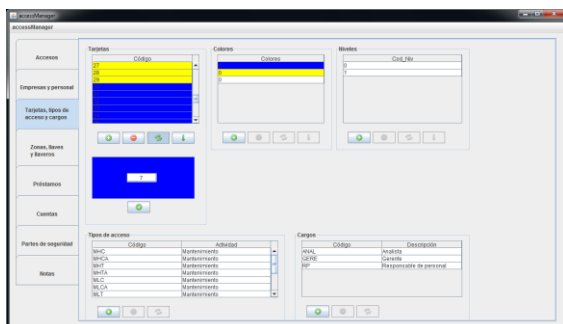 accessManager
accessManager
Accesos
Empresas y personal
Tarjetas, tipos de
acceso y cargos
Zonas, llaves
y llaveros
Préstamos
Cuentas
Partes de seguridad
Notas
Tarjetas
Código
27
28
29
7
Colores
Colores
0
0
Niveles
Cod_Niv
0
1
Tipos de acceso
Código Actividad
MHC Mantenimiento
MHCA Mantenimiento
MHT Mantenimiento
MHTA Mantenimiento
MLC Mantenimiento
MLCA Mantenimiento
MLT Mantenimiento
Cargos
Código Descripción
ANAL Analista
GERE Gerente
RP Responsable de personal